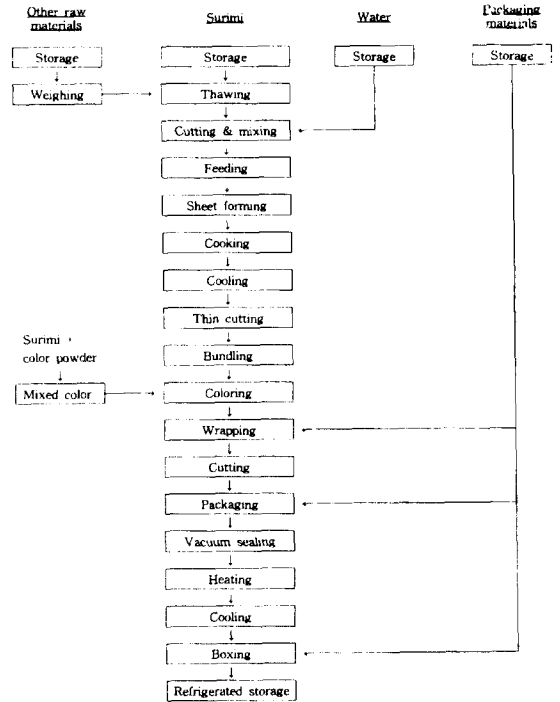 Other raw
materials
Surimi
Water
Packaging
materials
Storage
Storage
Storage
Storage
Weighing
Thawing
Cutting & mixing
Feeding
Sheet forming
Cooking
Cooling
Thin cutting
Surimi +
color powder
Bundling
Mixed color
Coloring
Wrapping
Cutting
Packaging
Vacuum sealing
Heating
Cooling
Boxing
Refrigerated storage